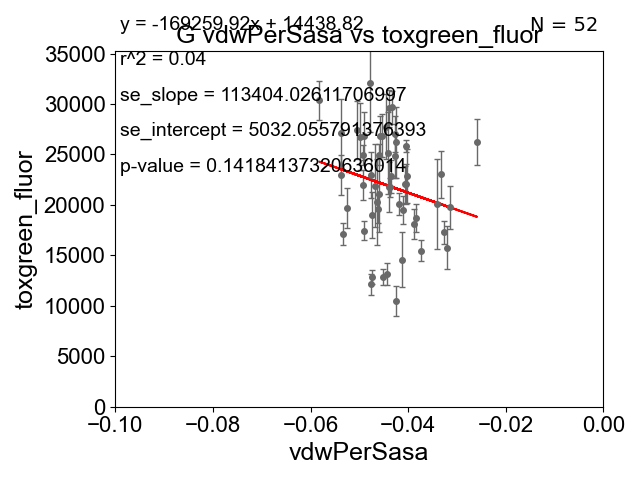 y = -169259.92x + 14438.82
N = 52
G vdwPerSasa vs toxgreen_fluor
r^2 = 0.04
se_slope = 113404.02611706997
se_intercept = 5032.055791376393
p-value = 0.14184137320636014
35000
30000
25000
20000
15000
10000
5000
0
toxgreen_fluor
−0.10 −0.08 −0.06 −0.04 −0.02 0.00
vdwPerSasa